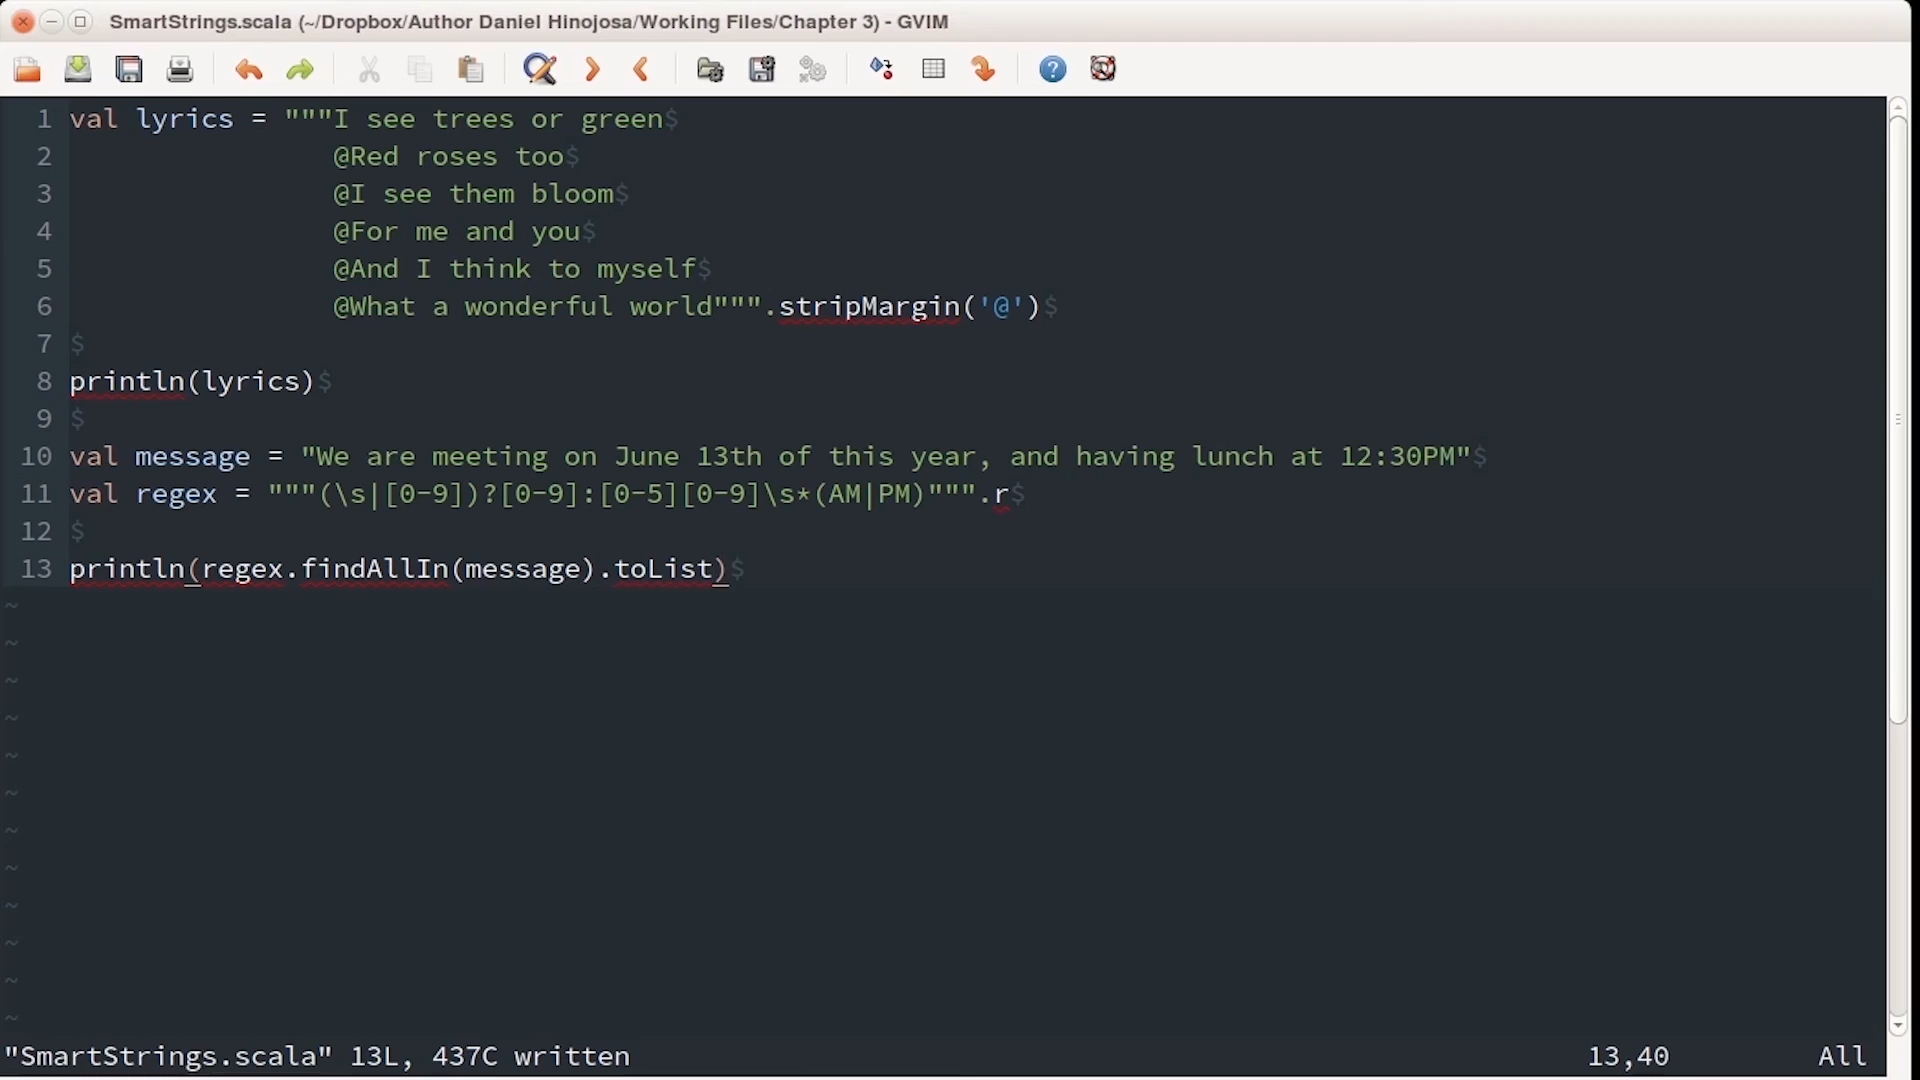 SmartStrings.scala (~/Dropbox/Author Daniel Hinojosa/Working Files/Chapter 3) - GVIM
1 val lyrics = """I see trees or green$
2 @Red roses too$
3 @I see them bloom$
4 @For me and you$
5 @And I think to myself$
6 @What a wonderful world""".stripMargin('@')$
7 $
8 println(lyrics)$
9 $
10 val message = "We are meeting on June 13th of this year, and having lunch at 12:30PM"$
11 val regex = """(\s|[0-9])?[0-9]:[0-5][0-9]\s*(AM|PM)""".r$
12 $
13 println(regex.findAllIn(message).toList)$
~
~
~
~
~
~
~
~
~
~
~
~
"SmartStrings.scala" 13L, 437C written 13,40 All